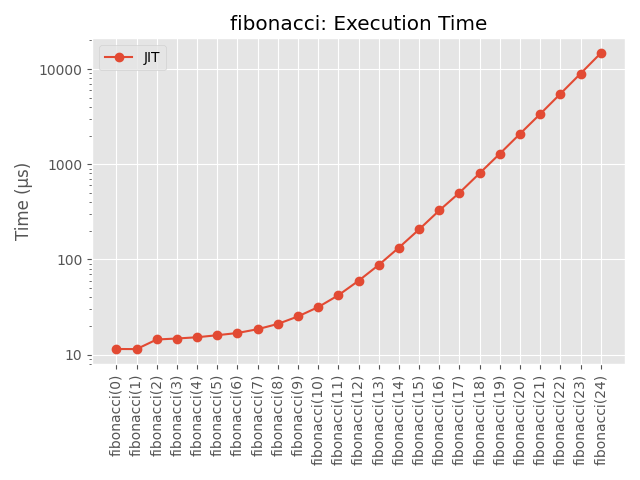 fibonacci: Execution Time
JIT
Time (µs)
10000
1000
100
10
fibonacci(0)
fibonacci(1)
fibonacci(2)
fibonacci(3)
fibonacci(4)
fibonacci(5)
fibonacci(6)
fibonacci(7)
fibonacci(8)
fibonacci(9)
fibonacci(10)
fibonacci(11)
fibonacci(12)
fibonacci(13)
fibonacci(14)
fibonacci(15)
fibonacci(16)
fibonacci(17)
fibonacci(18)
fibonacci(19)
fibonacci(20)
fibonacci(21)
fibonacci(22)
fibonacci(23)
fibonacci(24)